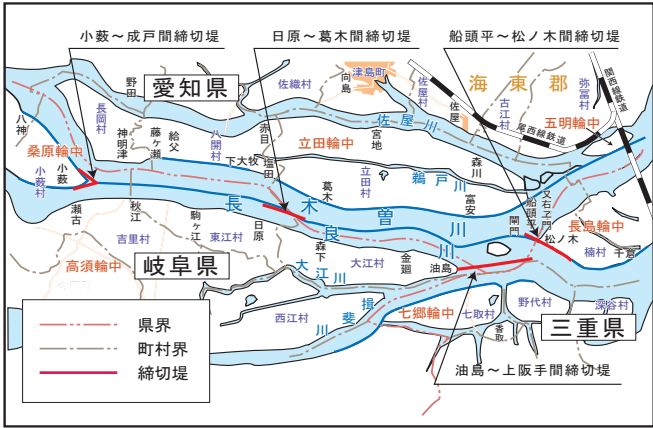 小薮～成戸間締切堤
日原～葛木間締切堤
船頭平～松ノ木間締切堤
愛知県
海東郡
関西線鉄道
弥冨村
野田
佐織村
向島
津島町
佐屋村
佐屋
古江村
尾西線鉄道
五明輪中
八神
長岡村
神明津
藤ヶ瀬
給父
八開村
赤目
佐屋川
宮地
桑原輪中
立田輪中
森川
下大牧
塩田
立田村
鵜戸川
小薮村
小薮
葛木
富安
船頭平
又右ヱ門
長島輪中
瀬古
秋江
長良川
木曽川
閘門
松ノ木
千倉
楠村
吉里村
駒ヶ江
東江村
日原
森下
大江川
大江村
金廻
油島
高須輪中
岐阜県
西江村
揖斐川
七郷輪中
七取村
野代村
深谷村
香取
三重県
県界
町村界
締切堤
油島～上阪手間締切堤